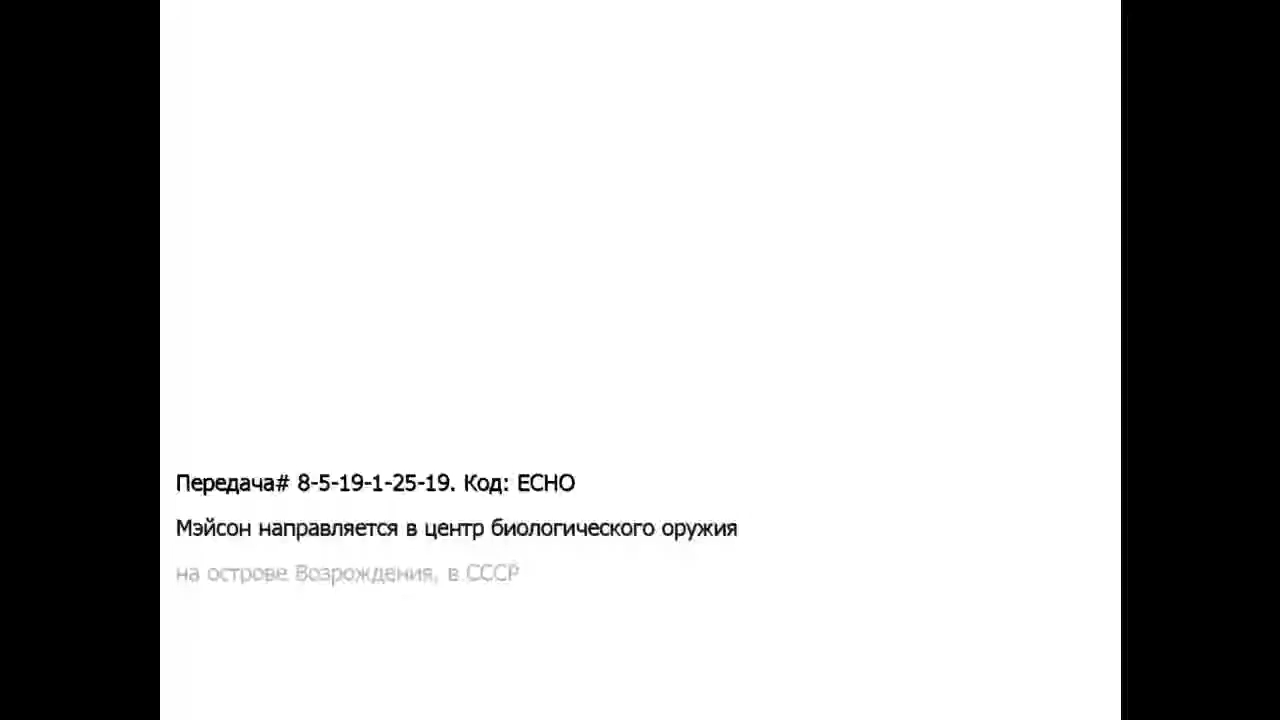 Передача# 8-5-19-1-25-19. Код: ECHO
Мэйсон направляется в центр биологического оружия
на острове Возрождения, в СССР